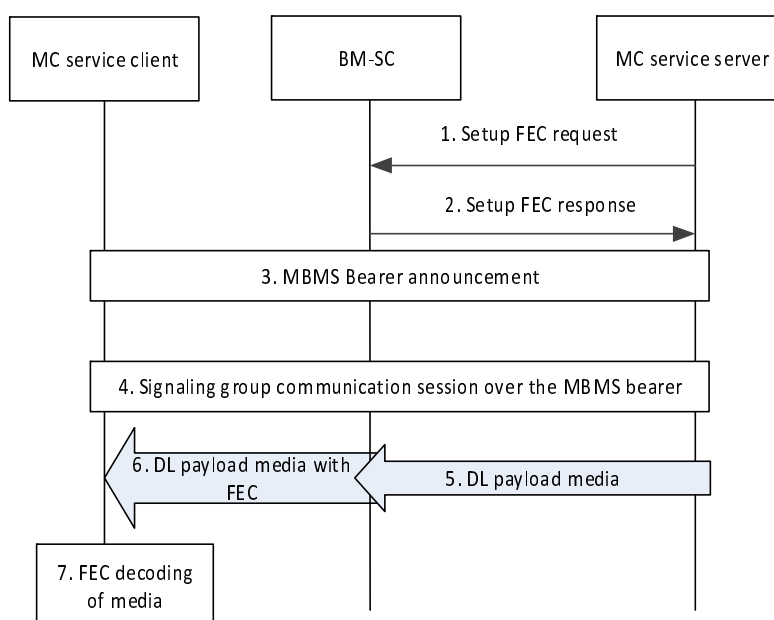 MC service client
BM-SC
MC service server
1. Setup FEC request
2. Setup FEC response
3. MBMS Bearer announcement
4. Signaling group communication session over the MBMS bearer
6. DL payload media with
FEC
5. DL payload media
7. FEC decoding
of media